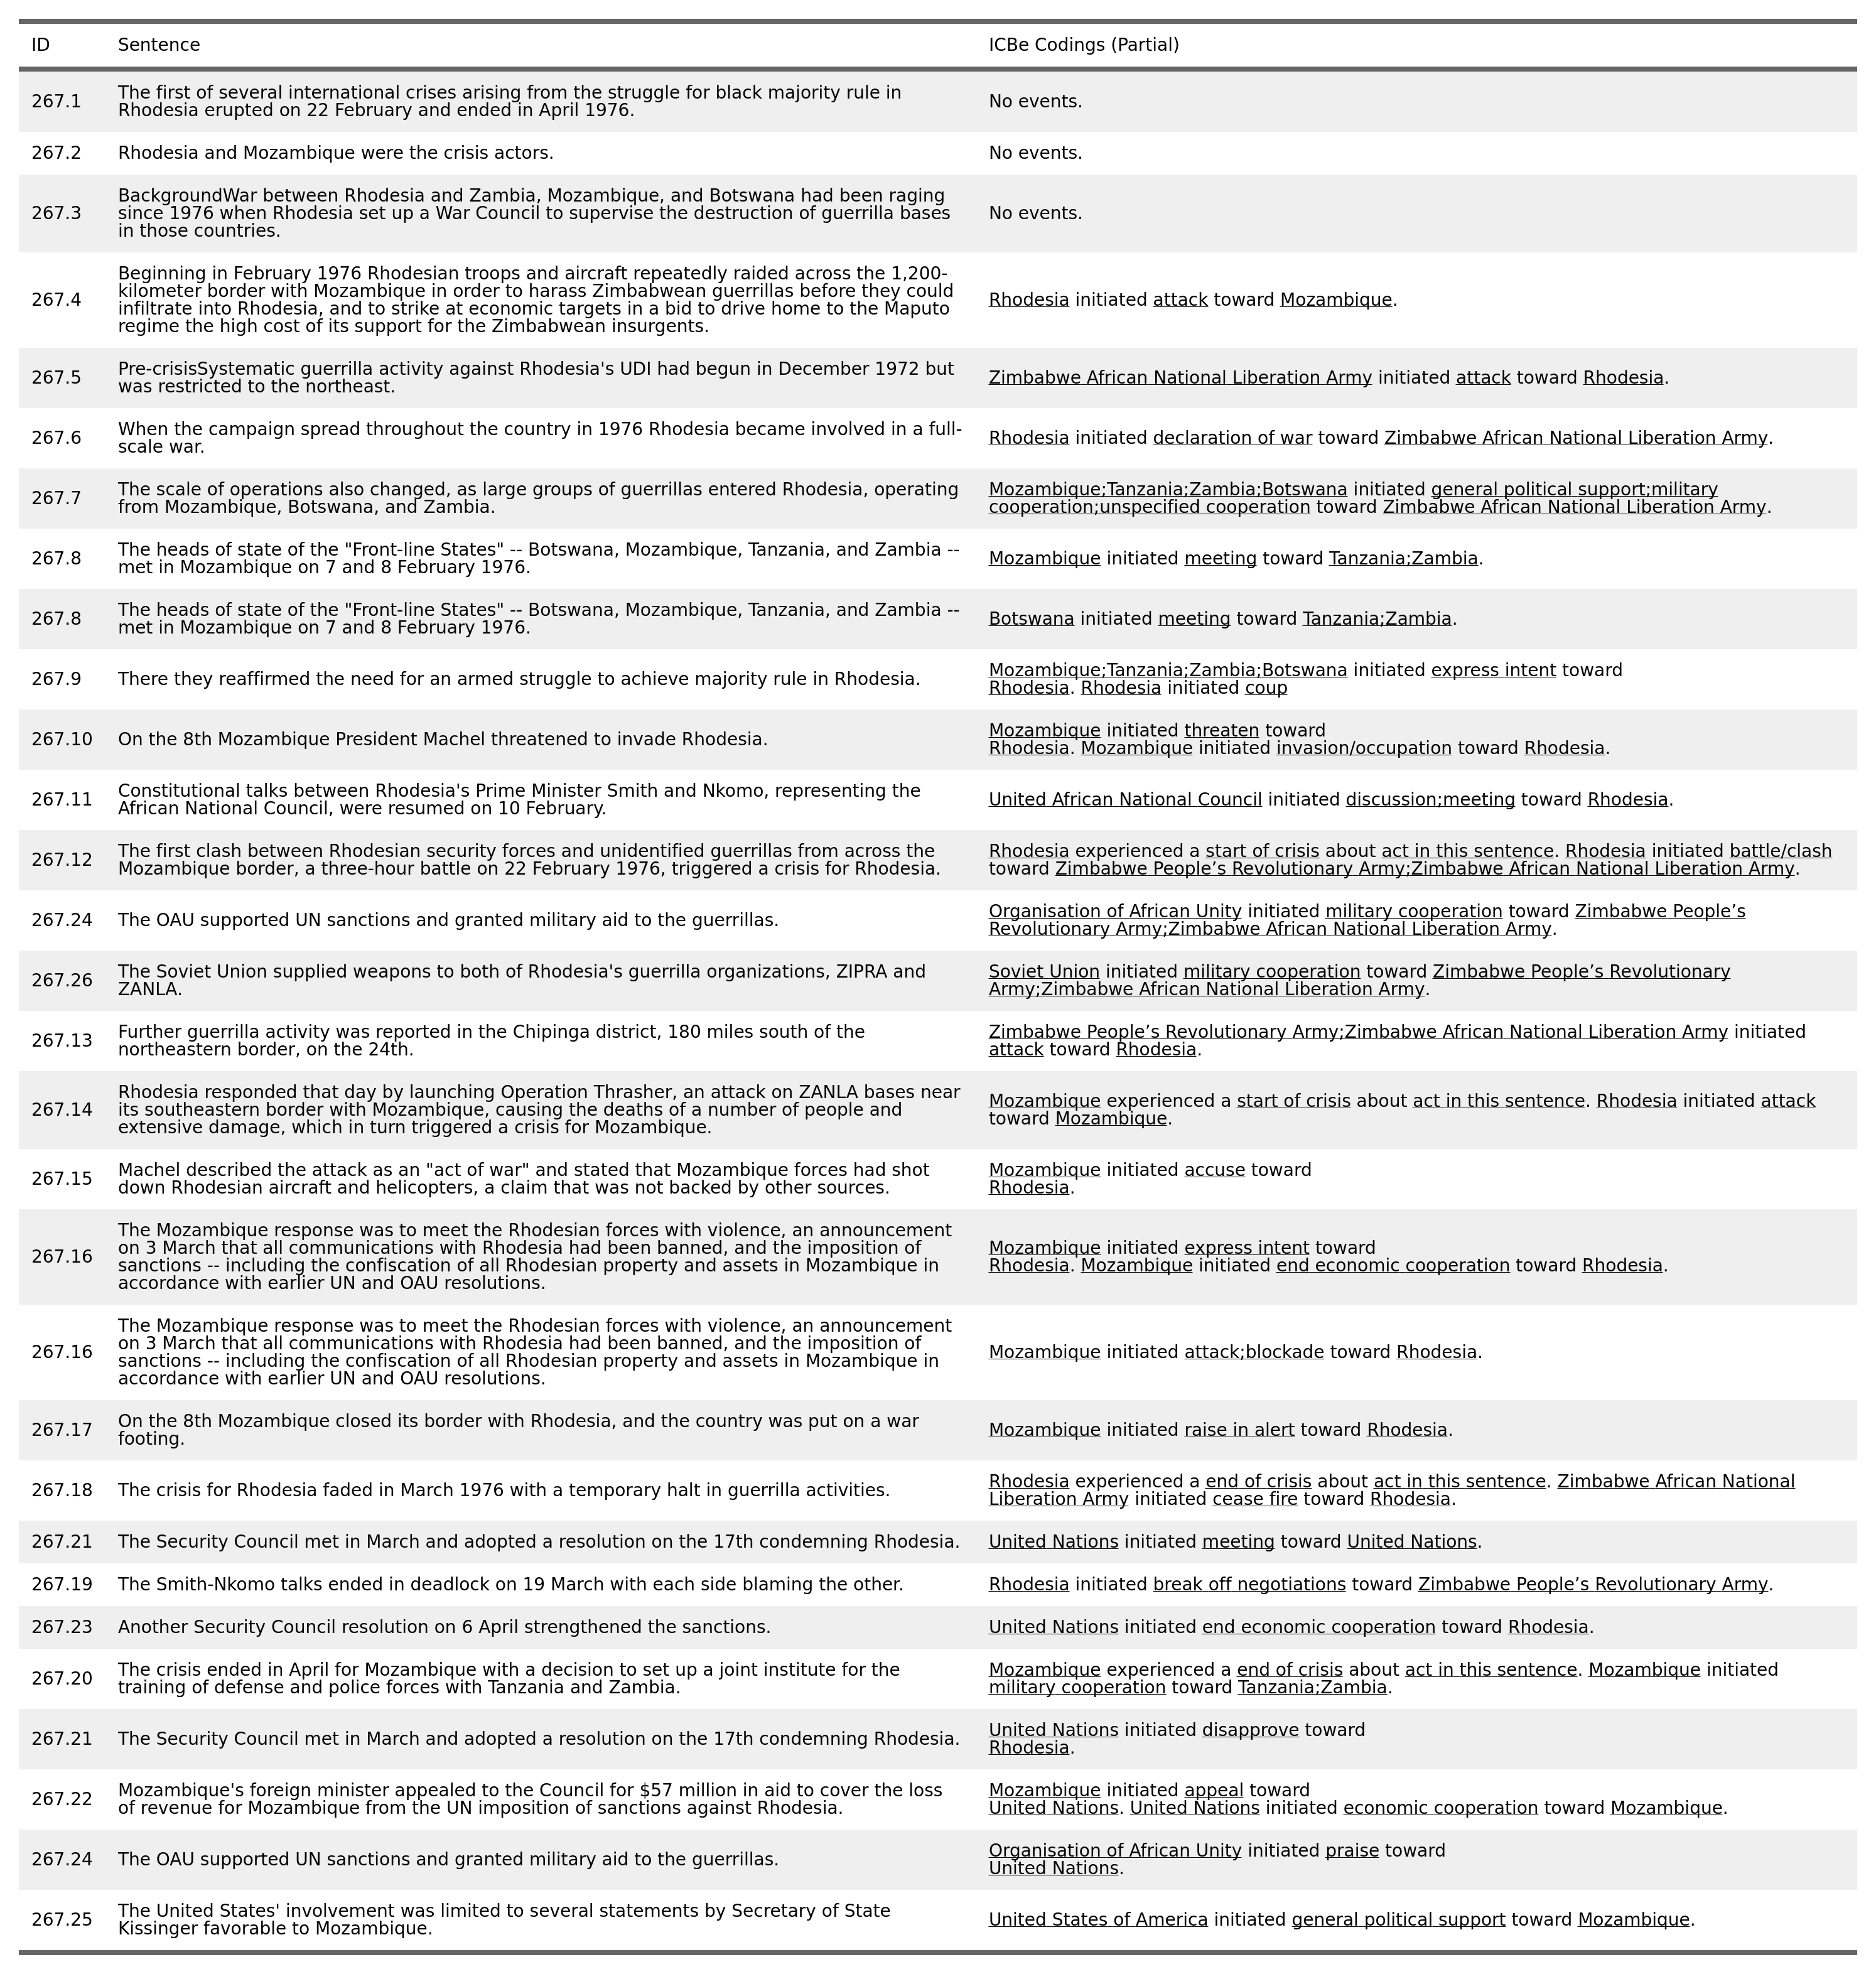 ID Sentence ICBe Codings (Partial)
267.1 The first of several international crises arising from the struggle for black majority rule in
Rhodesia erupted on 22 February and ended in April 1976. No events.
267.2 Rhodesia and Mozambique were the crisis actors. No events.
267.3 BackgroundWar between Rhodesia and Zambia, Mozambique, and Botswana had been raging
since 1976 when Rhodesia set up a War Council to supervise the destruction of guerrilla bases
in those countries. No events.
267.4 Beginning in February 1976 Rhodesian troops and aircraft repeatedly raided across the 1,200-
kilometer border with Mozambique in order to harass Zimbabwean guerrillas before they could
infiltrate into Rhodesia, and to strike at economic targets in a bid to drive home to the Maputo
regime the high cost of its support for the Zimbabwean insurgents.
Rhodesia initiated attack toward Mozambique.
267.5 Pre-crisisSystematic guerrilla activity against Rhodesia's UDI had begun in December 1972 but
was restricted to the northeast.
Zimbabwe African National Liberation Army initiated attack toward Rhodesia.
267.6 When the campaign spread throughout the country in 1976 Rhodesia became involved in a full-
scale war.
Rhodesia initiated declaration of war toward Zimbabwe African National Liberation Army.
267.7 The scale of operations also changed, as large groups of guerrillas entered Rhodesia, operating
from Mozambique, Botswana, and Zambia.
Mozambique;Tanzania;Zambia;Botswana initiated general political support;military
cooperation;unspecified cooperation toward Zimbabwe African National Liberation Army.
267.8 The heads of state of the "Front-line States" -- Botswana, Mozambique, Tanzania, and Zambia --
met in Mozambique on 7 and 8 February 1976.
Mozambique initiated meeting toward Tanzania;Zambia.
267.8 The heads of state of the "Front-line States" -- Botswana, Mozambique, Tanzania, and Zambia --
met in Mozambique on 7 and 8 February 1976.
Botswana initiated meeting toward Tanzania;Zambia.
267.9 There they reaffirmed the need for an armed struggle to achieve majority rule in Rhodesia.
Mozambique;Tanzania;Zambia;Botswana initiated express intent toward
Rhodesia. Rhodesia initiated coup
267.10 On the 8th Mozambique President Machel threatened to invade Rhodesia.
Mozambique initiated threaten toward
Rhodesia. Mozambique initiated invasion/occupation toward Rhodesia.
267.11 Constitutional talks between Rhodesia's Prime Minister Smith and Nkomo, representing the
African National Council, were resumed on 10 February.
United African National Council initiated discussion;meeting toward Rhodesia.
267.12 The first clash between Rhodesian security forces and unidentified guerrillas from across the
Mozambique border, a three-hour battle on 22 February 1976, triggered a crisis for Rhodesia.
Rhodesia experienced a start of crisis about act in this sentence. Rhodesia initiated battle/clash
toward Zimbabwe People’s Revolutionary Army;Zimbabwe African National Liberation Army.
267.24 The OAU supported UN sanctions and granted military aid to the guerrillas.
Organisation of African Unity initiated military cooperation toward Zimbabwe People’s
Revolutionary Army;Zimbabwe African National Liberation Army.
267.26 The Soviet Union supplied weapons to both of Rhodesia's guerrilla organizations, ZIPRA and
ZANLA.
Soviet Union initiated military cooperation toward Zimbabwe People’s Revolutionary
Army;Zimbabwe African National Liberation Army.
267.13 Further guerrilla activity was reported in the Chipinga district, 180 miles south of the
northeastern border, on the 24th.
Zimbabwe People’s Revolutionary Army;Zimbabwe African National Liberation Army initiated
attack toward Rhodesia.
267.14 Rhodesia responded that day by launching Operation Thrasher, an attack on ZANLA bases near
its southeastern border with Mozambique, causing the deaths of a number of people and
extensive damage, which in turn triggered a crisis for Mozambique.
Mozambique experienced a start of crisis about act in this sentence. Rhodesia initiated attack
toward Mozambique.
267.15 Machel described the attack as an "act of war" and stated that Mozambique forces had shot
down Rhodesian aircraft and helicopters, a claim that was not backed by other sources.
Mozambique initiated accuse toward
Rhodesia.
267.16 The Mozambique response was to meet the Rhodesian forces with violence, an announcement
on 3 March that all communications with Rhodesia had been banned, and the imposition of
sanctions -- including the confiscation of all Rhodesian property and assets in Mozambique in
accordance with earlier UN and OAU resolutions.
Mozambique initiated express intent toward
Rhodesia. Mozambique initiated end economic cooperation toward Rhodesia.
267.16 The Mozambique response was to meet the Rhodesian forces with violence, an announcement
on 3 March that all communications with Rhodesia had been banned, and the imposition of
sanctions -- including the confiscation of all Rhodesian property and assets in Mozambique in
accordance with earlier UN and OAU resolutions.
Mozambique initiated attack;blockade toward Rhodesia.
267.17 On the 8th Mozambique closed its border with Rhodesia, and the country was put on a war
footing.
Mozambique initiated raise in alert toward Rhodesia.
267.18 The crisis for Rhodesia faded in March 1976 with a temporary halt in guerrilla activities.
Rhodesia experienced a end of crisis about act in this sentence. Zimbabwe African National
Liberation Army initiated cease fire toward Rhodesia.
267.21 The Security Council met in March and adopted a resolution on the 17th condemning Rhodesia.
United Nations initiated meeting toward United Nations.
267.19 The Smith-Nkomo talks ended in deadlock on 19 March with each side blaming the other.
Rhodesia initiated break off negotiations toward Zimbabwe People’s Revolutionary Army.
267.23 Another Security Council resolution on 6 April strengthened the sanctions.
United Nations initiated end economic cooperation toward Rhodesia.
267.20 The crisis ended in April for Mozambique with a decision to set up a joint institute for the
training of defense and police forces with Tanzania and Zambia.
Mozambique experienced a end of crisis about act in this sentence. Mozambique initiated
military cooperation toward Tanzania;Zambia.
267.21 The Security Council met in March and adopted a resolution on the 17th condemning Rhodesia.
United Nations initiated disapprove toward
Rhodesia.
267.22 Mozambique's foreign minister appealed to the Council for $57 million in aid to cover the loss
of revenue for Mozambique from the UN imposition of sanctions against Rhodesia.
Mozambique initiated appeal toward
United Nations. United Nations initiated economic cooperation toward Mozambique.
267.24 The OAU supported UN sanctions and granted military aid to the guerrillas.
Organisation of African Unity initiated praise toward
United Nations.
267.25 The United States' involvement was limited to several statements by Secretary of State
Kissinger favorable to Mozambique.
United States of America initiated general political support toward Mozambique.